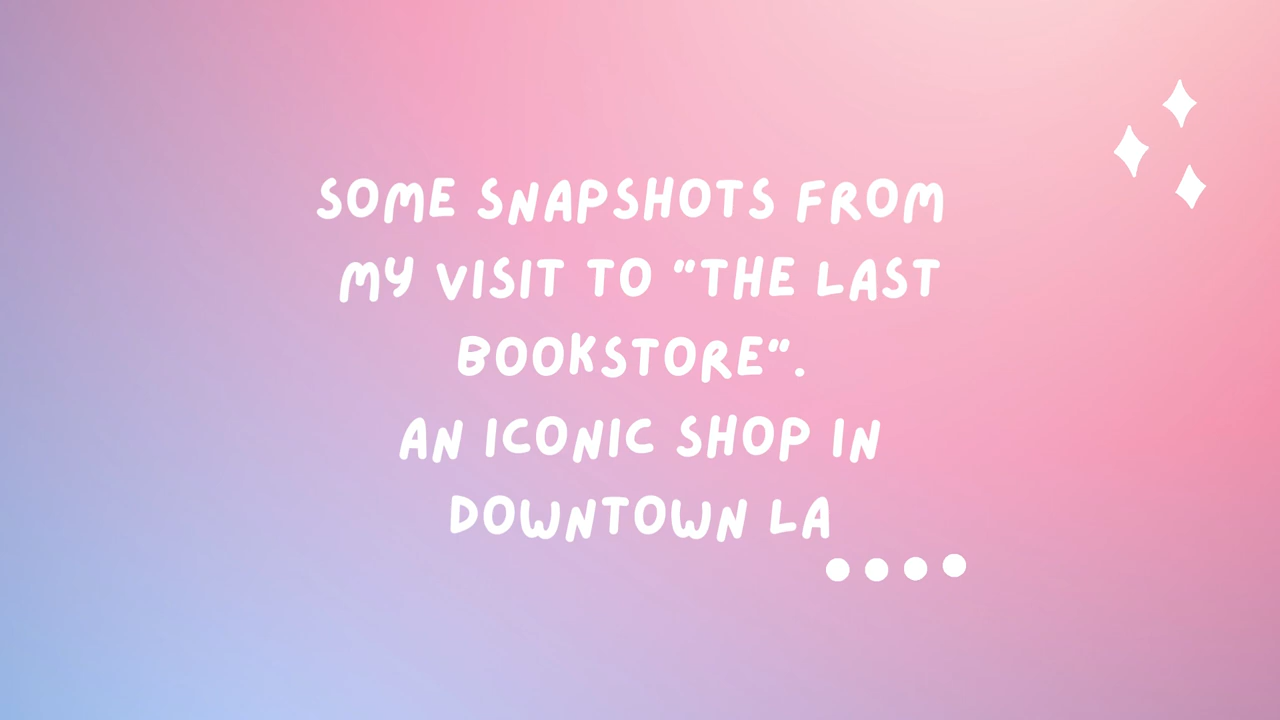 SOME SNAPSHOTS FROM
MY VISIT TO "THE LAST
BOOKSTORE".
AN ICONIC SHOP IN
DOWNTOWN LA